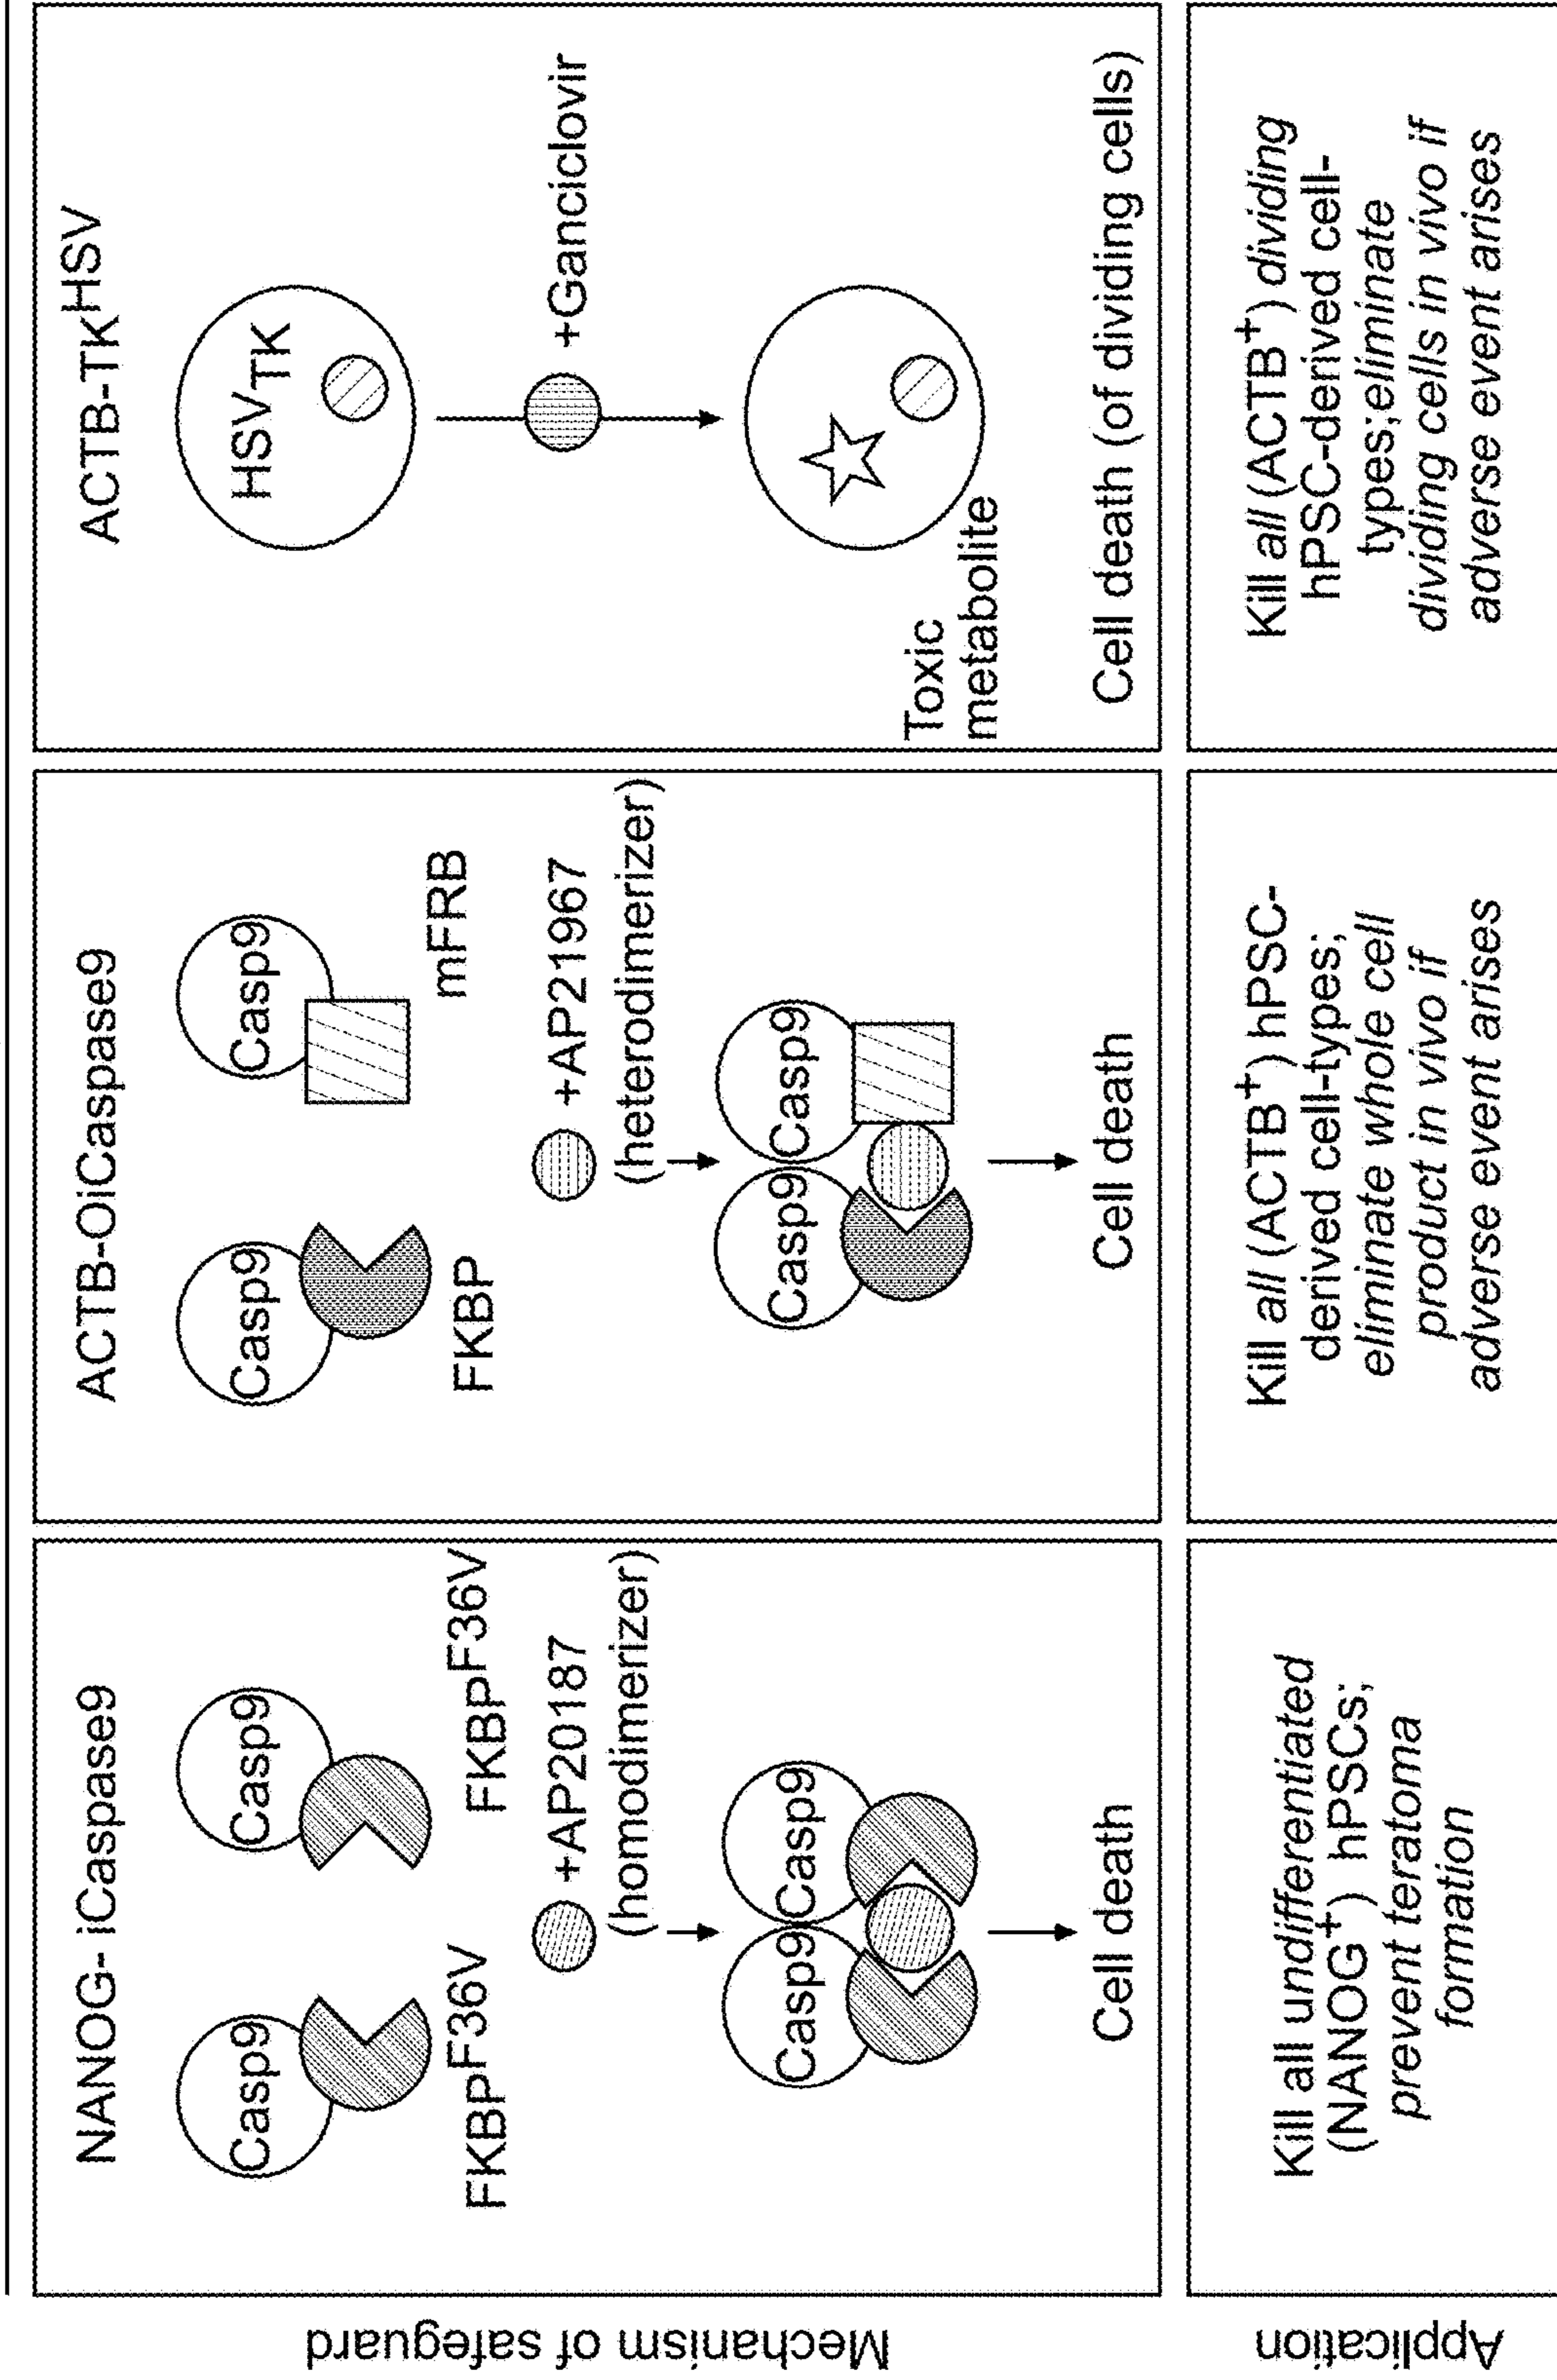 Mechanism of safeguard
NANOG- iCaspase9
Casp9
Casp9
FKBPF36V
FKBPF36V
+AP20187
(homodimerizer)
Casp9
Casp9
Cell death
ACTB-OiCaspase9
Casp9
Casp9
FKBP
mFRB
+AP21967
(heterodimerizer)
Casp9
Casp9
Cell death
ACTB-TKHSV
HSVTK
+Ganciclovir
Toxic
metabolite
Cell death (of dividing cells)
Application
Kill all undifferentiated
(NANOG+) hPSCs;
prevent teratoma
formation
Kill all (ACTB+) hPSC-
derived cell-types;
eliminate whole cell
product in vivo if
adverse event arises
Kill all (ACTB+) dividing
hPSC-derived cell-
types;eliminate
dividing cells in vivo if
adverse event arises